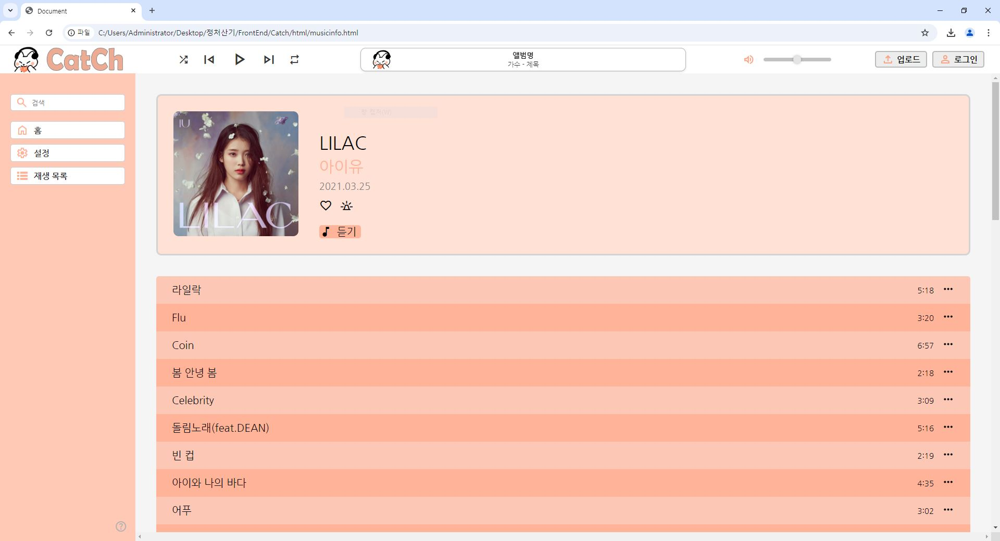 Document
파일
C:/Users/Administrator/Desktop/정처산기/FrontEnd/Catch/html/musicinfo.html
CatCh
앨범명
가수 - 제목
업로드
로그인
검색
홈
설정
재생 목록
창 캡처(W)
IU
LILAC
LILAC
아이유
2021.03.25
듣기
라일락 5:18
Flu 3:20
Coin 6:57
봄 안녕 봄 2:18
Celebrity 3:09
돌림노래(feat.DEAN) 5:16
빈 컵 2:19
아이와 나의 바다 4:35
어푸 3:02